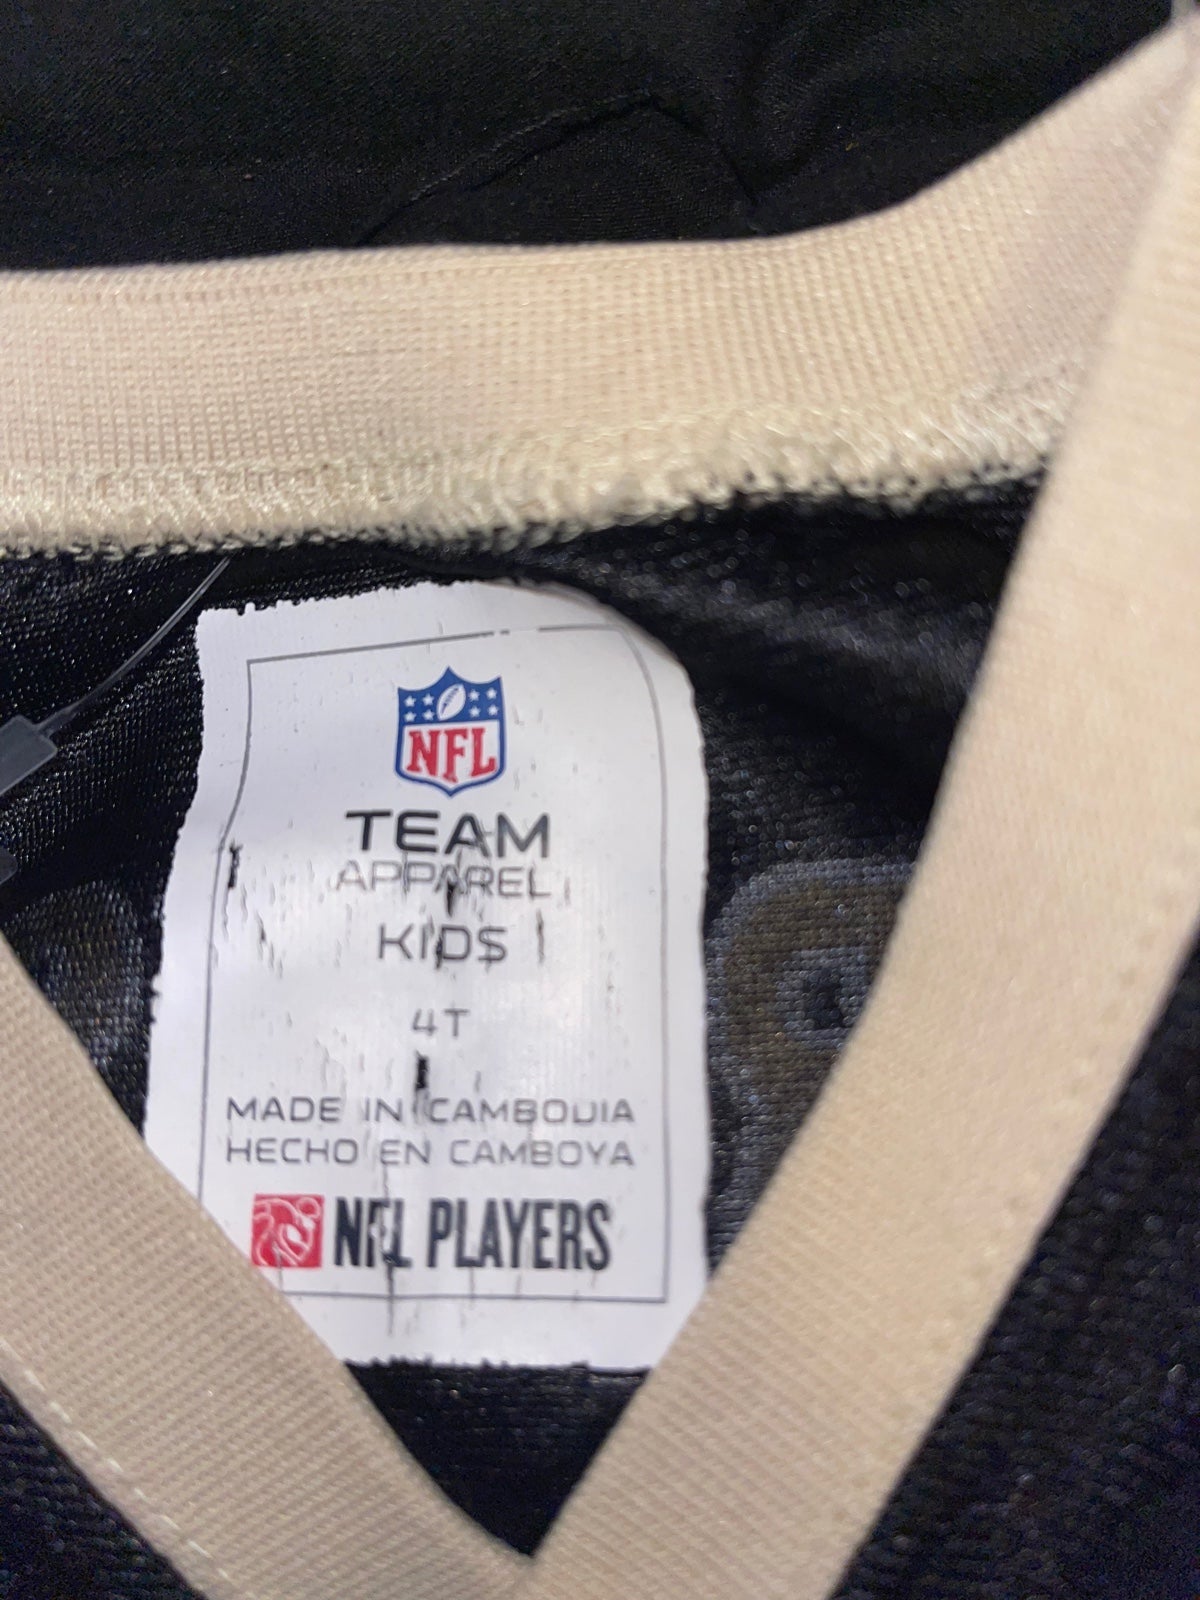 NFL
TEAM
APPAREL
KIDS
4T
MADE IN CAMBODIA
HECHO EN CAMBOYA
NFL PLAYERS